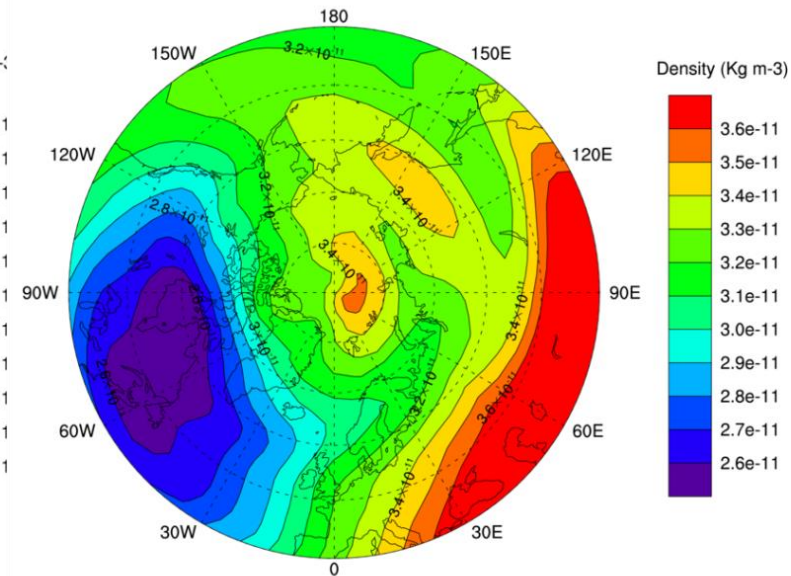 180
150W
150E
120W
120E
90W
90E
60W
60E
30W
30E
0
3.2×10⁻¹¹
3.2×10⁻¹¹
3.4×10⁻¹¹
3.4×10⁻¹¹
2.8×10⁻¹¹
3.4×10⁻¹¹
3.6×10⁻¹¹
3.2×10⁻¹¹
3.4×10⁻¹¹
Density (Kg m-3)
3.6e-11
3.5e-11
3.4e-11
3.3e-11
3.2e-11
3.1e-11
3.0e-11
2.9e-11
2.8e-11
2.7e-11
2.6e-11